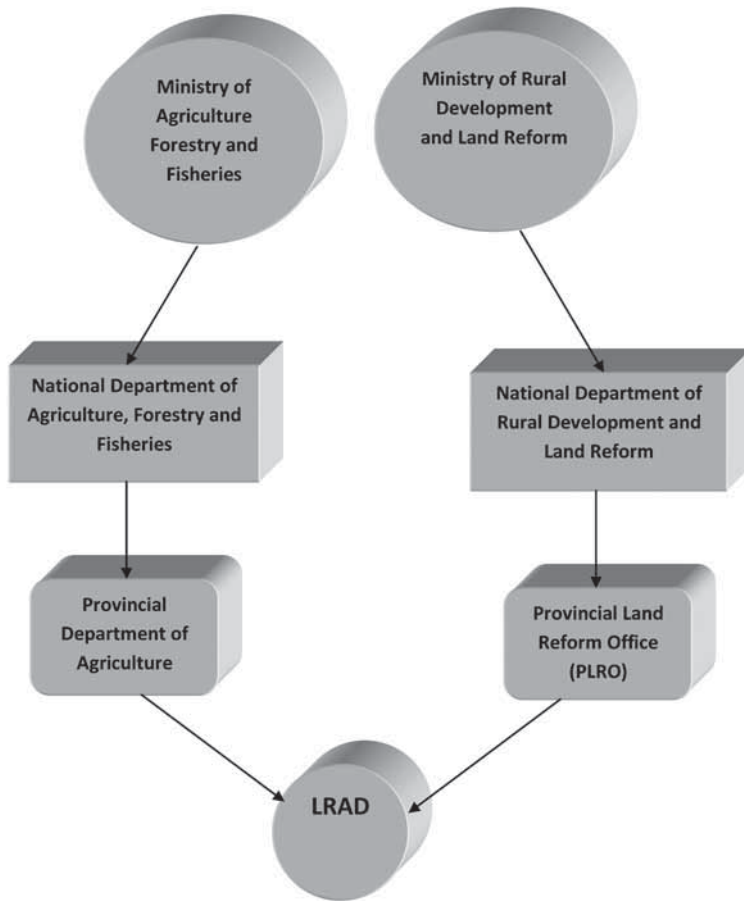 Ministry of
Agriculture
Forestry and
Fisheries
Ministry of Rural
Development
and Land Reform
National Department of
Agriculture, Forestry and
Fisheries
National Department of
Rural Development and
Land Reform
Provincial
Department of
Agriculture
Provincial Land
Reform Office
(PLRO)
LRAD